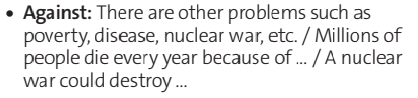 • Against: There are other problems such as
poverty, disease, nuclear war, etc. / Millions of
people die every year because of ... / A nuclear
war could destroy ...